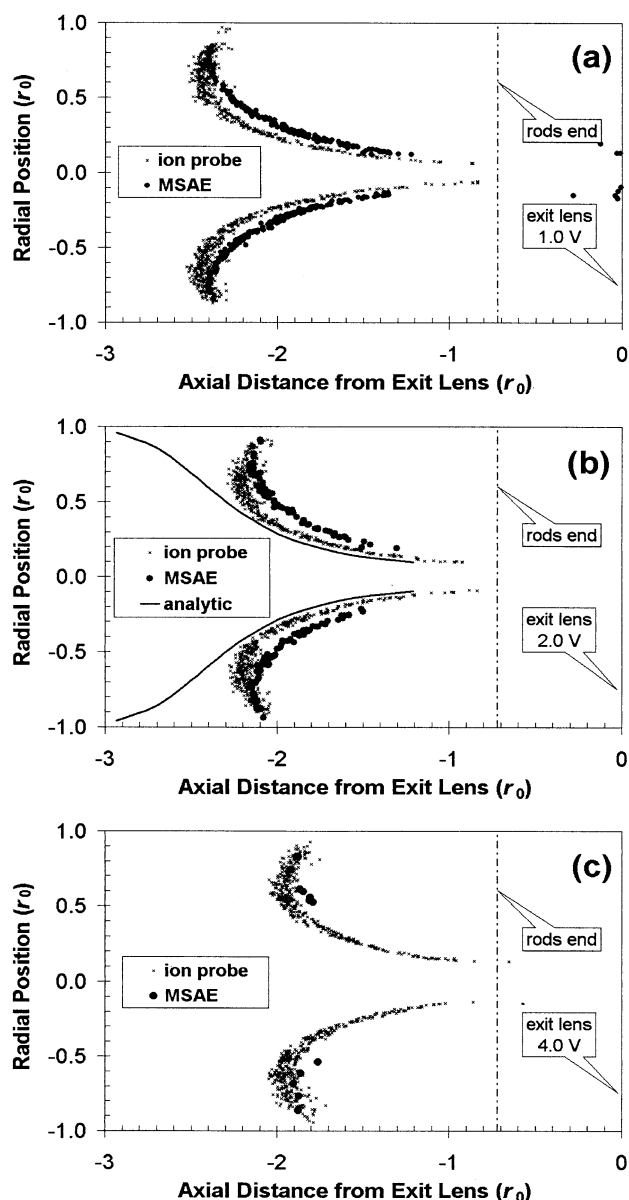 (a)
1.0
0.5
0.0
-0.5
-1.0
Radial Position (r0)
ion probe
MSAE
rods end
exit lens
1.0 V
-3
-2
-1
0
Axial Distance from Exit Lens (r0)
(b)
1.0
0.5
0.0
-0.5
-1.0
Radial Position (r0)
ion probe
MSAE
analytic
rods end
exit lens
2.0 V
-3
-2
-1
0
Axial Distance from Exit Lens (r0)
(c)
1.0
0.5
0.0
-0.5
-1.0
Radial Position (r0)
ion probe
MSAE
rods end
exit lens
4.0 V
-3
-2
-1
0
Axial Distance from Exit Lens (r0)